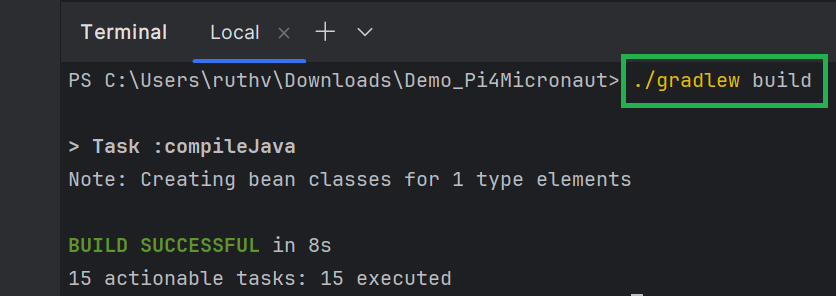 Terminal Local × + ⌄
PS C:\Users\ruthv\Downloads\Demo_Pi4Micronaut> ./gradlew build
> Task :compileJava
Note: Creating bean classes for 1 type elements
BUILD SUCCESSFUL in 8s
15 actionable tasks: 15 executed